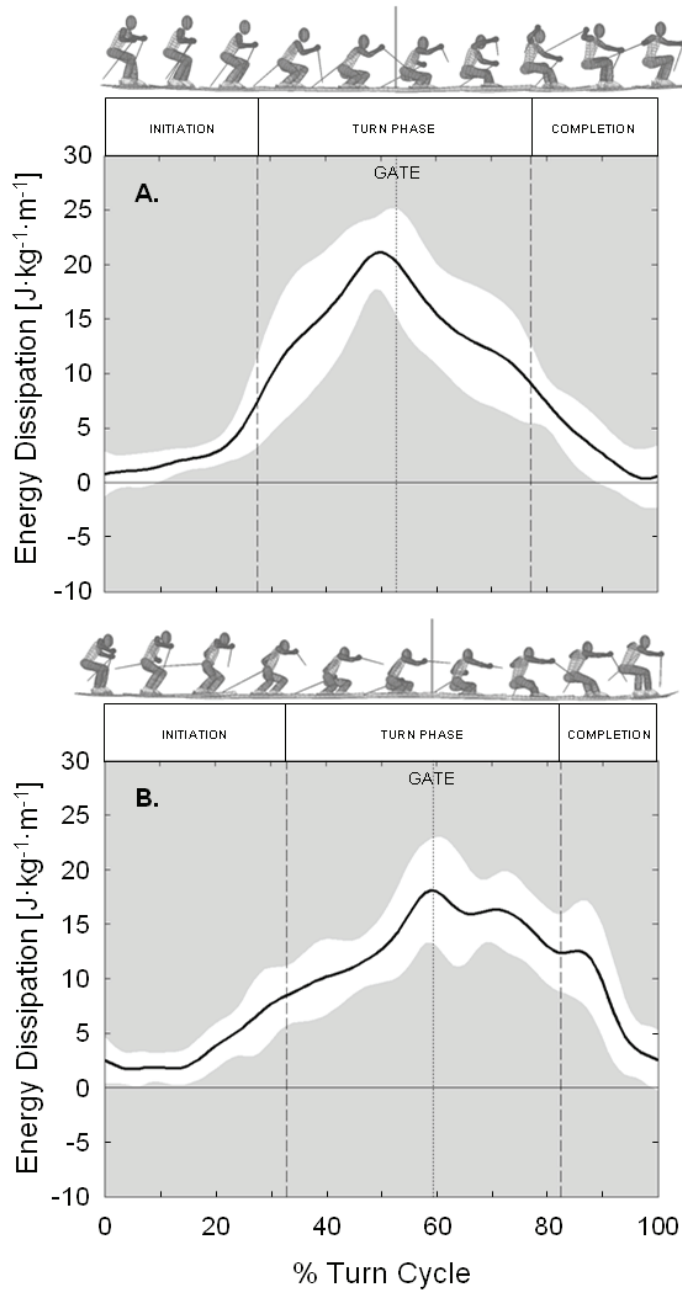 INITIATION TURN PHASE COMPLETION
GATE
A.
Energy Dissipation [J·kg⁻¹·m⁻¹]
30
25
20
15
10
5
0
-5
-10
INITIATION TURN PHASE COMPLETION
GATE
B.
Energy Dissipation [J·kg⁻¹·m⁻¹]
30
25
20
15
10
5
0
-5
-10
0 20 40 60 80 100
% Turn Cycle